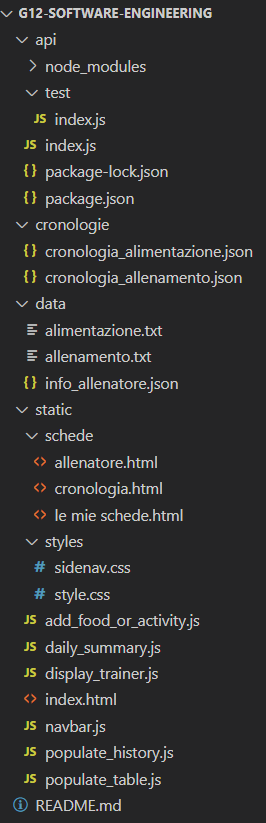 G12-SOFTWARE-ENGINEERING
api
node_modules
test
JS index.js
JS index.js
{} package-lock.json
{} package.json
cronologie
{} cronologia_alimentazione.json
{} cronologia_allenamento.json
data
alimentazione.txt
allenamento.txt
{} info_allenatore.json
static
schede
<> allenatore.html
<> cronologia.html
<> le mie schede.html
styles
# sidenav.css
# style.css
JS add_food_or_activity.js
JS daily_summary.js
JS display_trainer.js
<> index.html
JS navbar.js
JS populate_history.js
JS populate_table.js
README.md